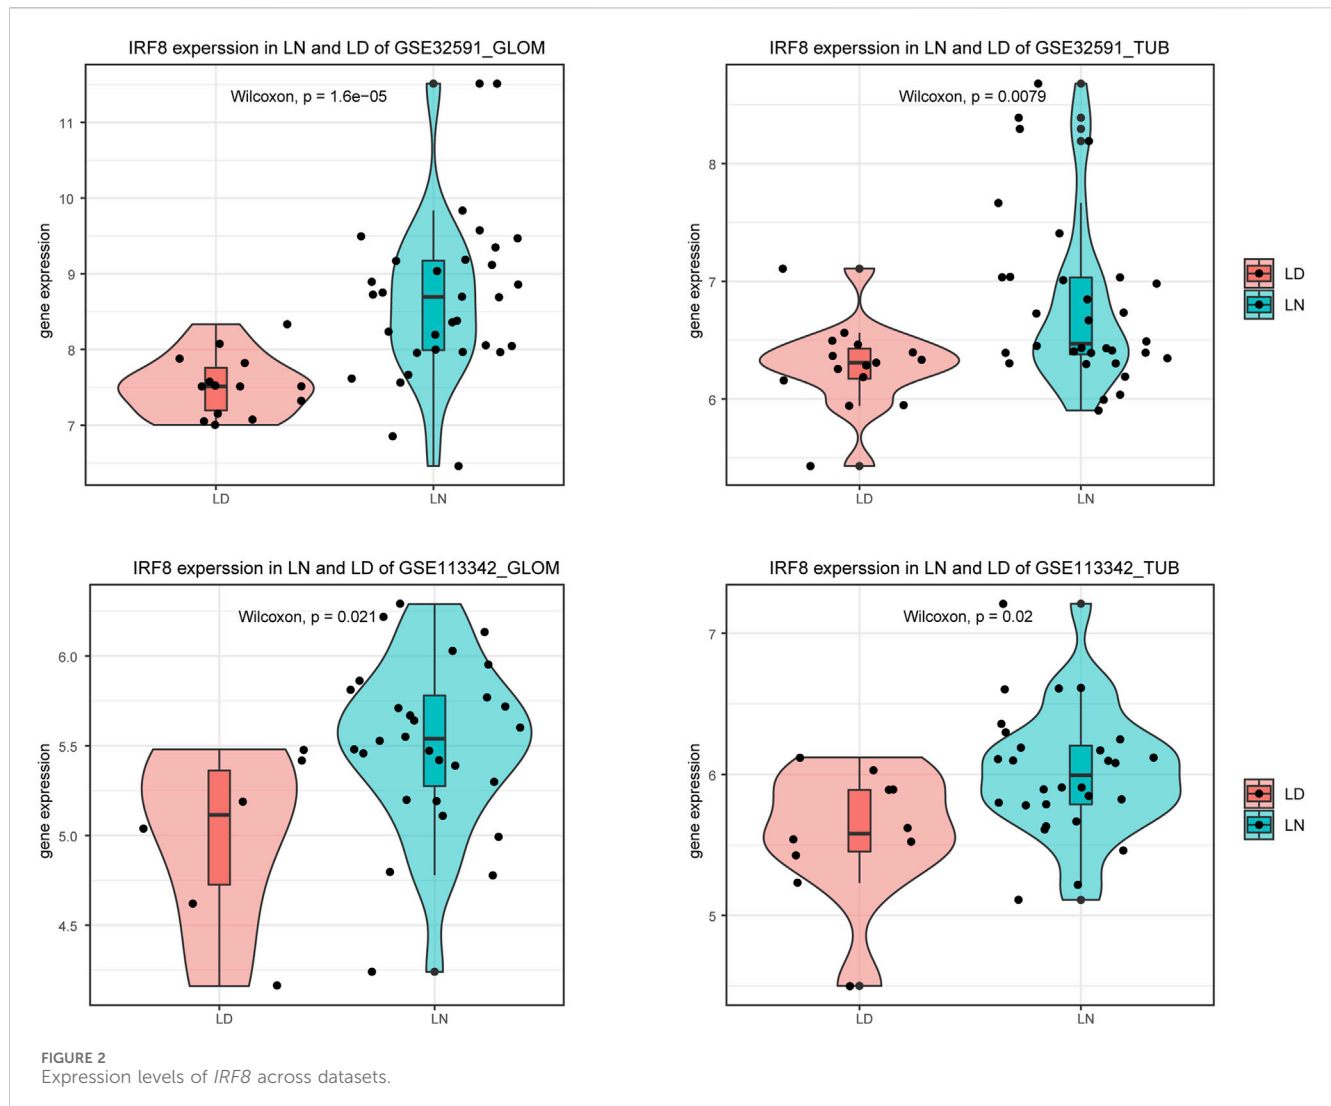 IRF8 experssion in LN and LD of GSE32591_GLOM
Wilcoxon, p = 1.6e−05
gene expression
11
10
9
8
7
LD
LN
IRF8 experssion in LN and LD of GSE32591_TUB
Wilcoxon, p = 0.0079
gene expression
8
7
6
LD
LN
LD
LN
IRF8 experssion in LN and LD of GSE113342_GLOM
Wilcoxon, p = 0.021
gene expression
6.0
5.5
5.0
4.5
LD
LN
IRF8 experssion in LN and LD of GSE113342_TUB
Wilcoxon, p = 0.02
gene expression
7
6
5
LD
LN
LD
LN
FIGURE 2
Expression levels of IRF8 across datasets.